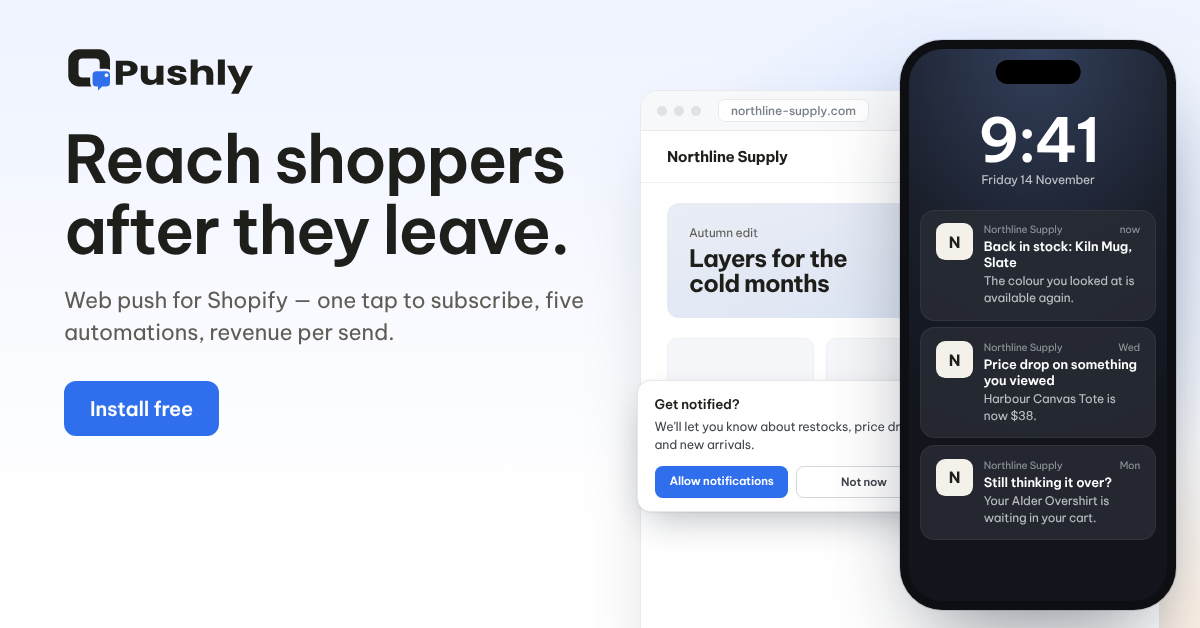 Pushly
Reach shoppers
after they leave.
Web push for Shopify — one tap to subscribe, five
automations, revenue per send.
Install free
northline-supply.com
Northline Supply
Autumn edit
Layers for the
cold months
Get notified?
We'll let you know about restocks, price dr
and new arrivals.
Allow notifications
Not now
9:41
Friday 14 November
N
Northline Supply
now
Back in stock: Kiln Mug,
Slate
The colour you looked at is
available again.
N
Northline Supply
Wed
Price drop on something
you viewed
Harbour Canvas Tote is
now $38.
N
Northline Supply
Mon
Still thinking it over?
Your Alder Overshirt is
waiting in your cart.